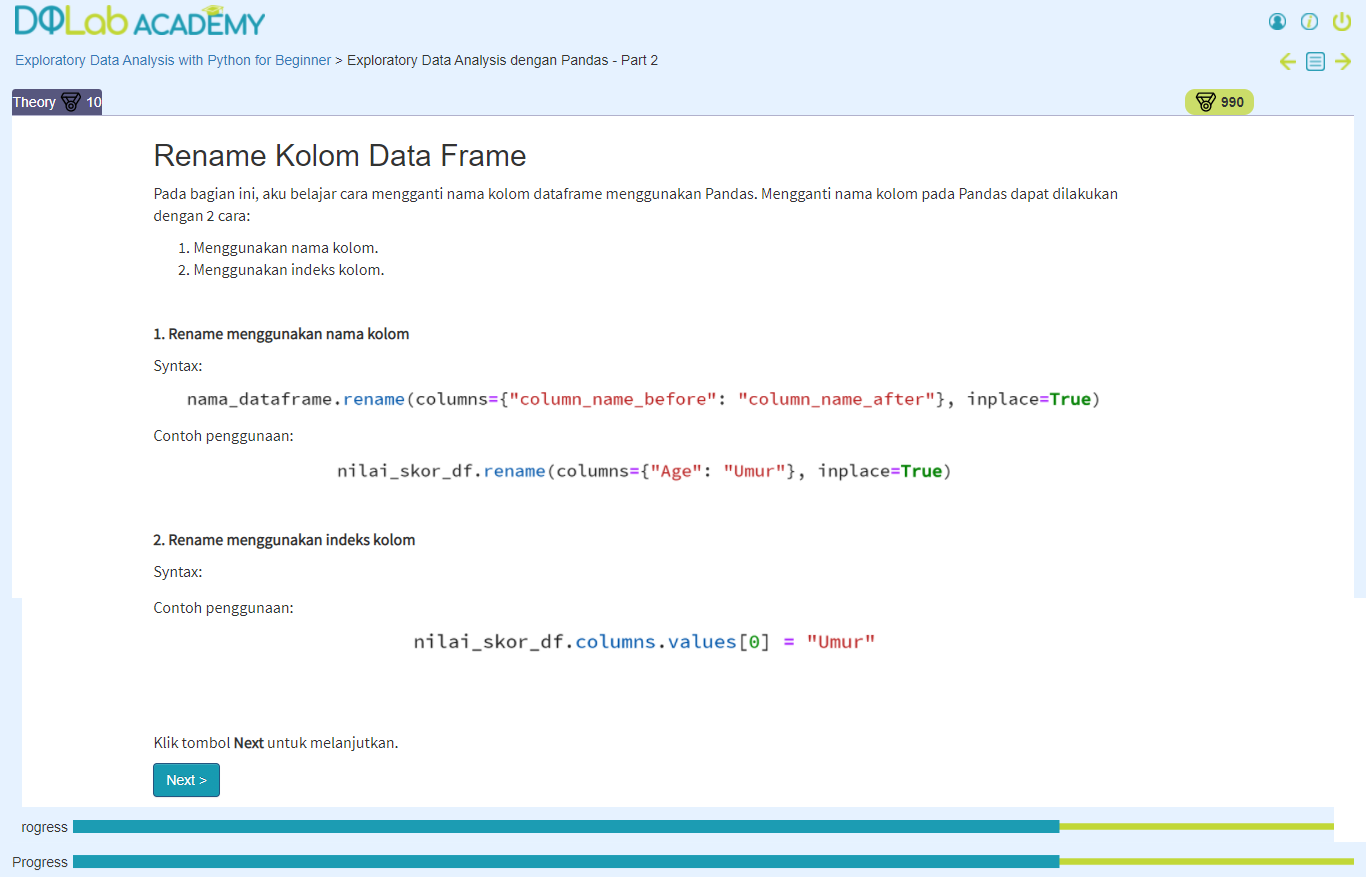 DQLab ACADEMY
Exploratory Data Analysis with Python for Beginner > Exploratory Data Analysis dengan Pandas - Part 2
Theory 10
990
Rename Kolom Data Frame
Pada bagian ini, aku belajar cara mengganti nama kolom dataframe menggunakan Pandas. Mengganti nama kolom pada Pandas dapat dilakukan
dengan 2 cara:
1. Menggunakan nama kolom.
2. Menggunakan indeks kolom.
1. Rename menggunakan nama kolom
Syntax:
nama_dataframe.rename(columns={"column_name_before": "column_name_after"}, inplace=True)
Contoh penggunaan:
nilai_skor_df.rename(columns={"Age": "Umur"}, inplace=True)
2. Rename menggunakan indeks kolom
Syntax:
Contoh penggunaan:
nilai_skor_df.columns.values[0] = "Umur"
Klik tombol Next untuk melanjutkan.
Next >
rogress
Progress